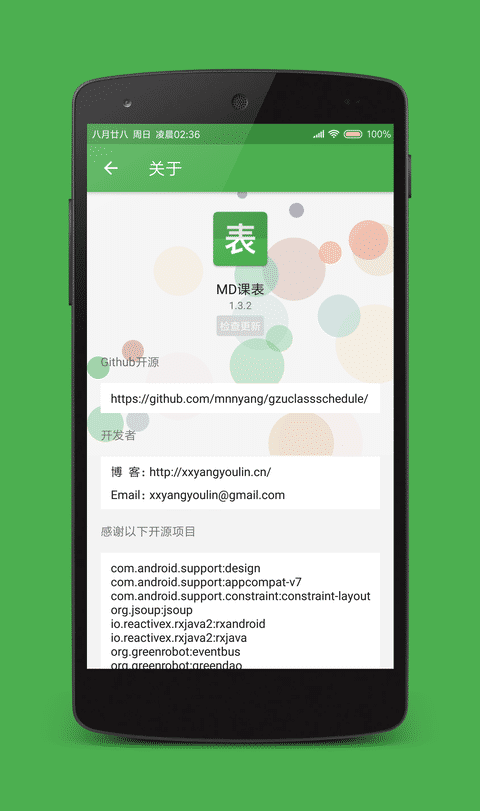 八月廿八 周日 凌晨02:36
100%
关于
表
MD课表
1.3.2
检查更新
Github开源
https://github.com/mnnyang/gzuclassschedule/
开发者
博 客：http://xxyangyoulin.cn/
Email：xxyangyoulin@gmail.com
感谢以下开源项目
com.android.support:design
com.android.support:appcompat-v7
com.android.support.constraint:constraint-layout
org.jsoup:jsoup
io.reactivex.rxjava2:rxandroid
io.reactivex.rxjava2:rxjava
org.greenrobot:eventbus
org.greenrobot:greendao